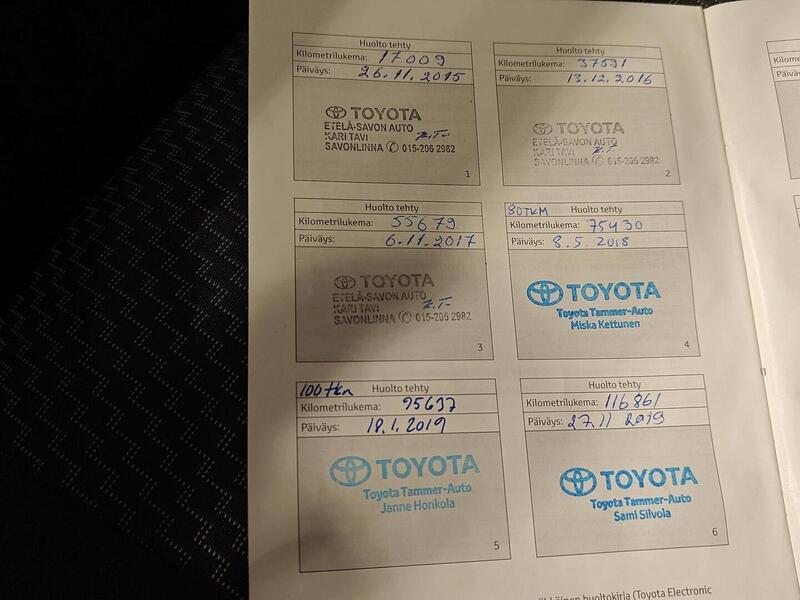 Huolto tehty
Kilometrilukema: 17009
Päiväys: 26.11.2015
TOYOTA
ETELÄ-SAVON AUTO
KARI TAVI K.T.
SAVONLINNA ✆ 015-206 2982
1
Huolto tehty
Kilometrilukema: 37591
Päiväys: 13.12.2016
TOYOTA
ETELÄ-SAVON AUTO
KARI TAVI K.T.
SAVONLINNA ✆ 015-206 2982
2
Huolto tehty
Kilometrilukema: 55679
Päiväys: 6.11.2017
TOYOTA
ETELÄ-SAVON AUTO
KARI TAVI K.T.
SAVONLINNA ✆ 015-206 2982
3
80TKM Huolto tehty
Kilometrilukema: 75430
Päiväys: 8.5.2018
TOYOTA
Toyota Tammer-Auto
Miska Kettunen
4
100tkm Huolto tehty
Kilometrilukema: 95697
Päiväys: 18.1.2019
TOYOTA
Toyota Tammer-Auto
Janne Honkola
5
Huolto tehty
Kilometrilukema: 116861
Päiväys: 27.11 2019
TOYOTA
Toyota Tammer-Auto
Sami Silvola
6
huoltokirja (Toyota Electronic